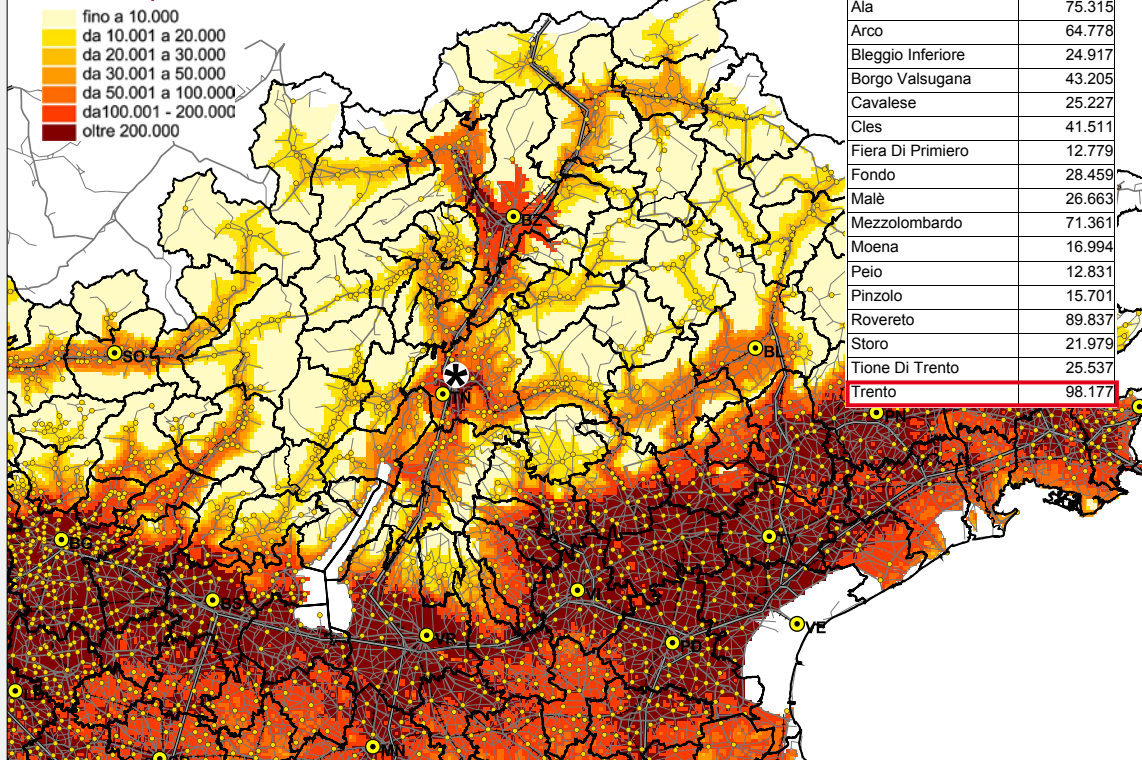 fino a 10.000
da 10.001 a 20.000
da 20.001 a 30.000
da 30.001 a 50.000
da 50.001 a 100.000
da100.001 - 200.000
oltre 200.000
Ala 75.315
Arco 64.778
Bleggio Inferiore 24.917
Borgo Valsugana 43.205
Cavalese 25.227
Cles 41.511
Fiera Di Primiero 12.779
Fondo 28.459
Malè 26.663
Mezzolombardo 71.361
Moena 16.994
Peio 12.831
Pinzolo 15.701
Rovereto 89.837
Storo 21.979
Tione Di Trento 25.537
Trento 98.177
BZ
SO
BL
TN
PN
BG
TV
BS
VI
VR
VE
PD
MN